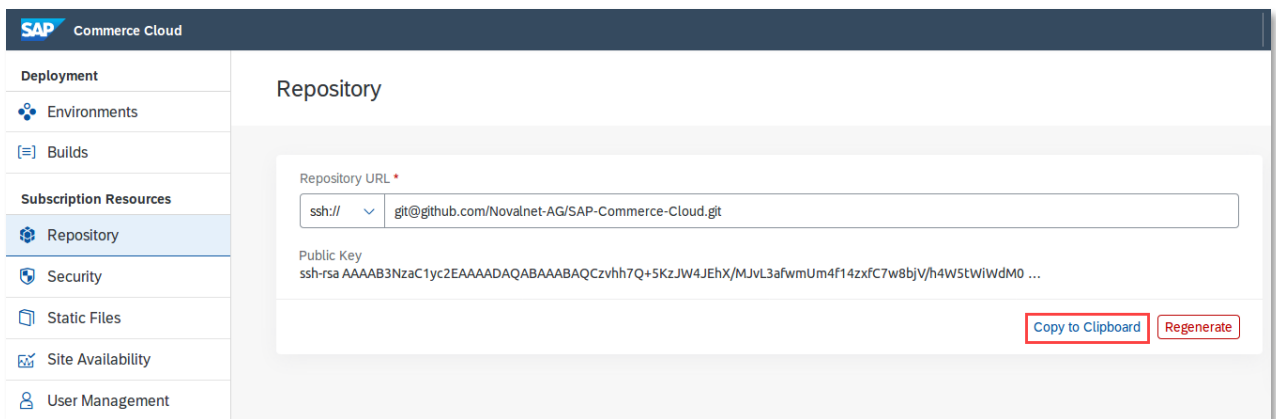 SAP Commerce Cloud
Deployment
Environments
Builds
Subscription Resources
Repository
Security
Static Files
Site Availability
User Management
Repository
Repository URL *
ssh:// git@github.com/Novalnet-AG/SAP-Commerce-Cloud.git
Public Key
ssh-rsa AAAAB3NzaC1yc2EAAAADAQABAAABAQCzvhh7Q+5KzJW4JEhX/MJvL3afwmUm4f14zxfC7w8bjV/h4W5tWiWdM0 ...
Copy to Clipboard Regenerate